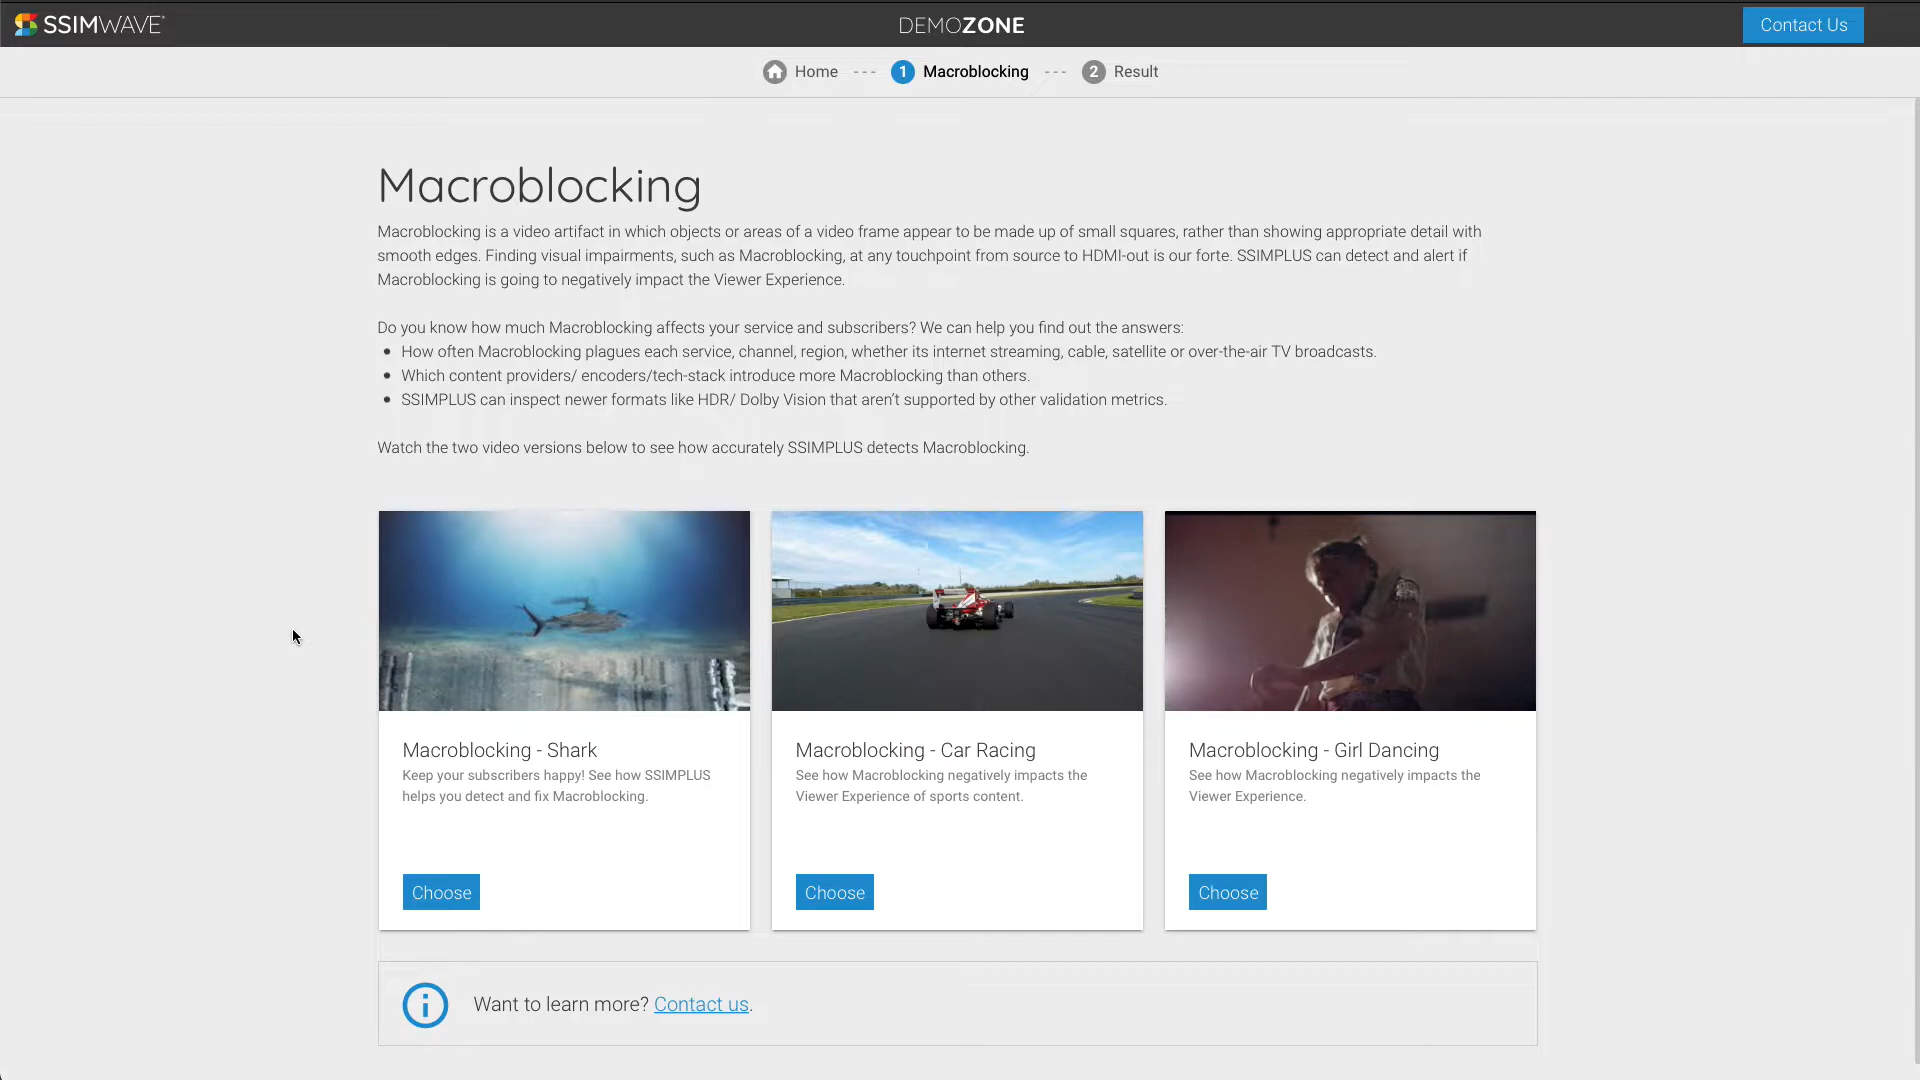 SSIMWAVE
DEMOZONE
Contact Us
Home --- 1 Macroblocking --- 2 Result
Macroblocking
Macroblocking is a video artifact in which objects or areas of a video frame appear to be made up of small squares, rather than showing appropriate detail with
smooth edges. Finding visual impairments, such as Macroblocking, at any touchpoint from source to HDMI-out is our forte. SSIMPLUS can detect and alert if
Macroblocking is going to negatively impact the Viewer Experience.
Do you know how much Macroblocking affects your service and subscribers? We can help you find out the answers:
• How often Macroblocking plagues each service, channel, region, whether its internet streaming, cable, satellite or over-the-air TV broadcasts.
• Which content providers/ encoders/tech-stack introduce more Macroblocking than others.
• SSIMPLUS can inspect newer formats like HDR/ Dolby Vision that aren't supported by other validation metrics.
Watch the two video versions below to see how accurately SSIMPLUS detects Macroblocking.
Macroblocking - Shark
Keep your subscribers happy! See how SSIMPLUS
helps you detect and fix Macroblocking.
Choose
Macroblocking - Car Racing
See how Macroblocking negatively impacts the
Viewer Experience of sports content.
Choose
Macroblocking - Girl Dancing
See how Macroblocking negatively impacts the
Viewer Experience.
Choose
Want to learn more? Contact us.